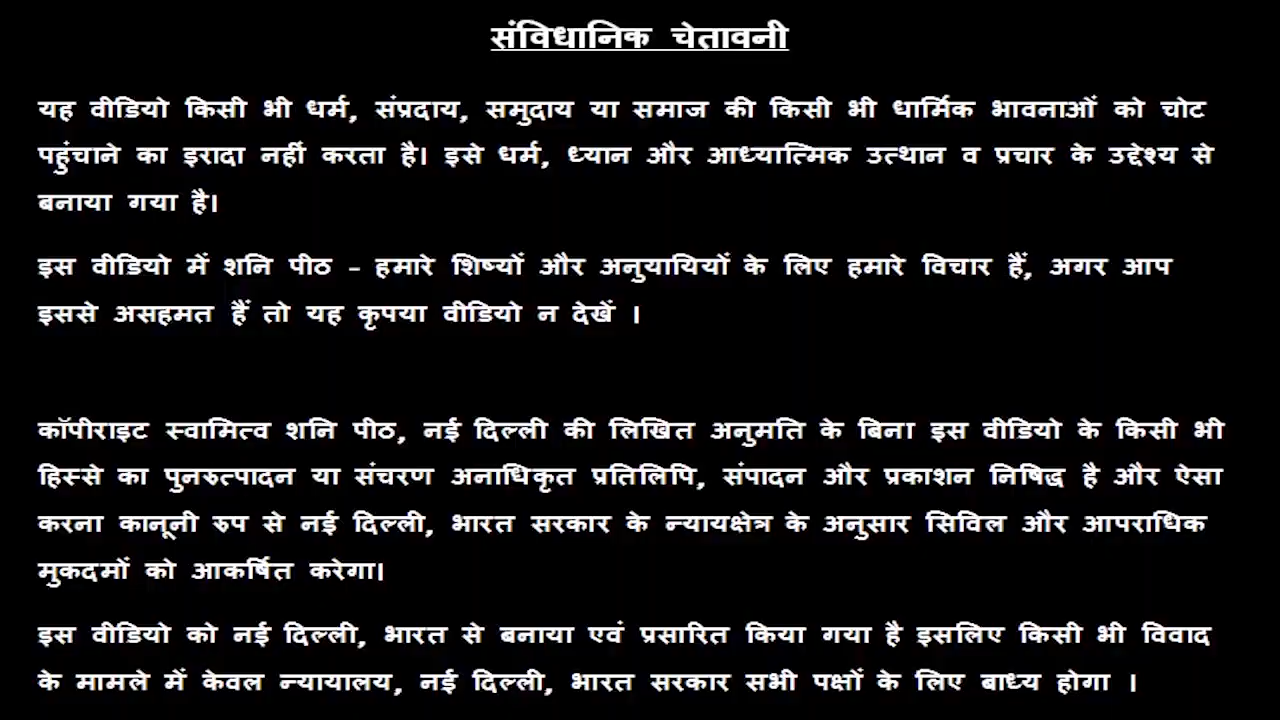 संविधानिक चेतावनी
यह वीडियो किसी भी धर्म, संप्रदाय, समुदाय या समाज की किसी भी धार्मिक भावनाओं को चोट
पहुंचाने का इरादा नहीं करता है। इसे धर्म, ध्यान और आध्यात्मिक उत्थान व प्रचार के उद्देश्य से
बनाया गया है।
इस वीडियो में शनि पीठ – हमारे शिष्यों और अनुयायियों के लिए हमारे विचार हैं, अगर आप
इससे असहमत हैं तो यह कृपया वीडियो न देखें ।
कॉपीराइट स्वामित्व शनि पीठ, नई दिल्ली की लिखित अनुमति के बिना इस वीडियो के किसी भी
हिस्से का पुनरुत्पादन या संचरण अनाधिकृत प्रतिलिपि, संपादन और प्रकाशन निषिद्ध है और ऐसा
करना कानूनी रुप से नई दिल्ली, भारत सरकार के न्यायक्षेत्र के अनुसार सिविल और आपराधिक
मुकदमों को आकर्षित करेगा।
इस वीडियो को नई दिल्ली, भारत से बनाया एवं प्रसारित किया गया है इसलिए किसी भी विवाद
के मामले में केवल न्यायालय, नई दिल्ली, भारत सरकार सभी पक्षों के लिए बाध्य होगा ।